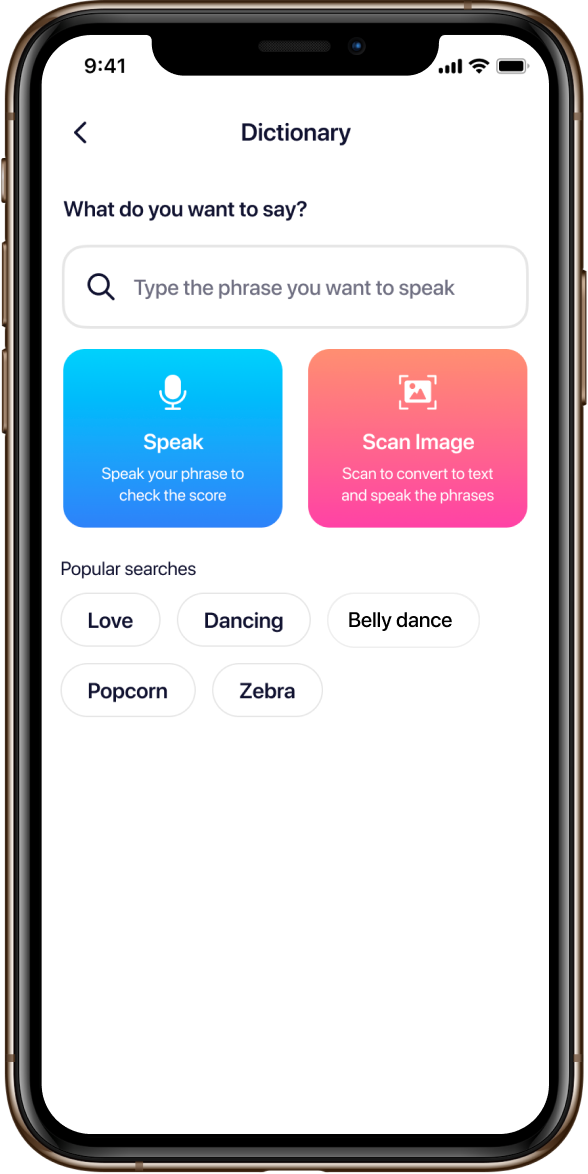 9:41
Dictionary
What do you want to say?
Type the phrase you want to speak
Speak
Speak your phrase to
check the score
Scan Image
Scan to convert to text
and speak the phrases
Popular searches
Love
Dancing
Belly dance
Popcorn
Zebra